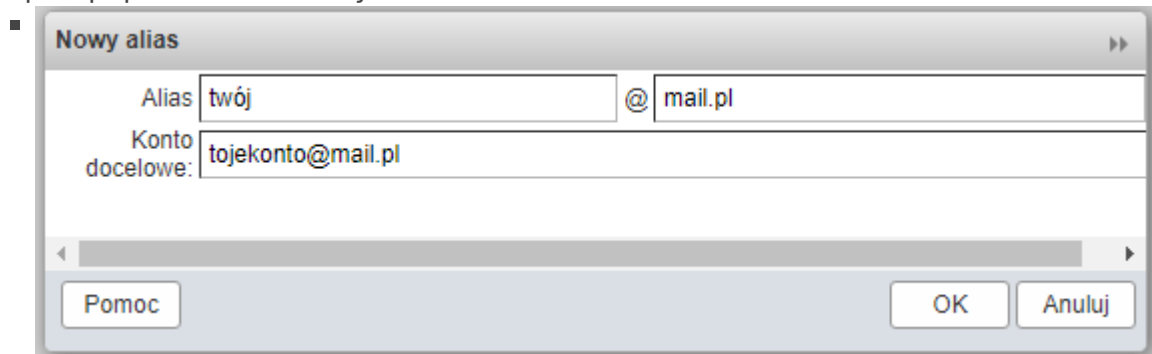 Nowy alias
Alias twój @ mail.pl
Konto
docelowe: tojekonto@mail.pl
Pomoc OK Anuluj